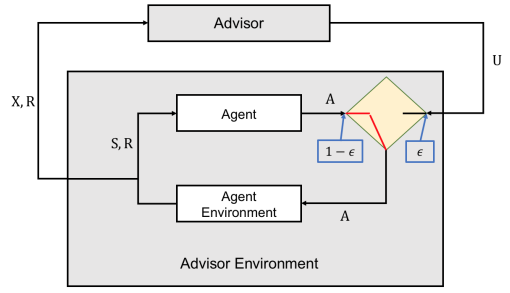 Advisor
U
X, R
A
Agent
S, R
1 − ϵ
ϵ
Agent
Environment
A
Advisor Environment